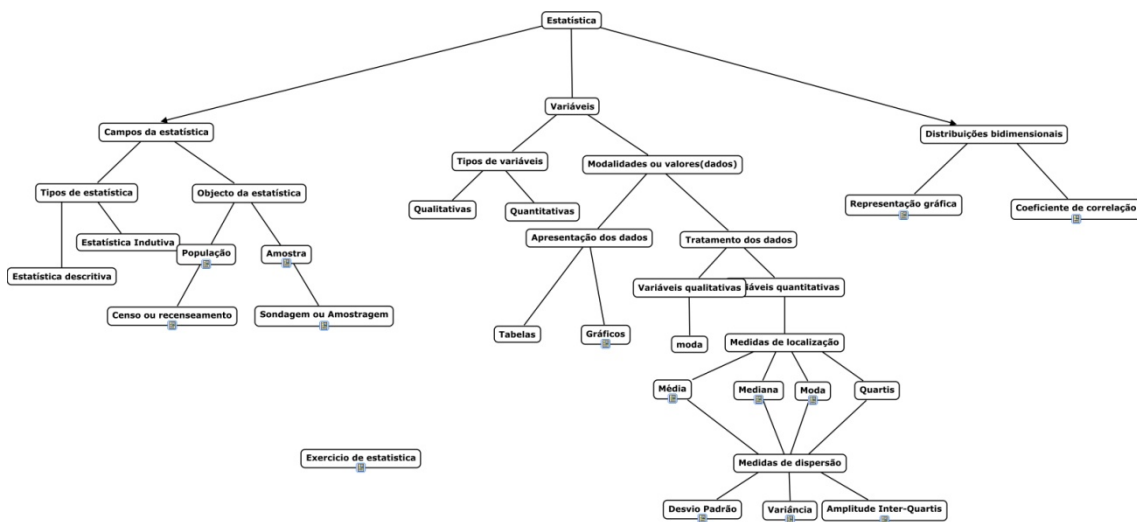 Estatística
Variáveis
Campos da estatística
Distribuições bidimensionais
Tipos de variáveis
Modalidades ou valores(dados)
Tipos de estatística
Objecto da estatística
Qualitativas
Quantitativas
Representação gráfica
Coeficiente de correlação
Estatística Indutiva
População
Amostra
Apresentação dos dados
Tratamento dos dados
Estatística descritiva
Variáveis qualitativas
iáveis quantitativas
Censo ou recenseamento
Sondagem ou Amostragem
Tabelas
Gráficos
moda
Medidas de localização
Média
Mediana
Moda
Quartis
Exercicio de estatistica
Medidas de dispersão
Desvio Padrão
Variância
Amplitude Inter-Quartis